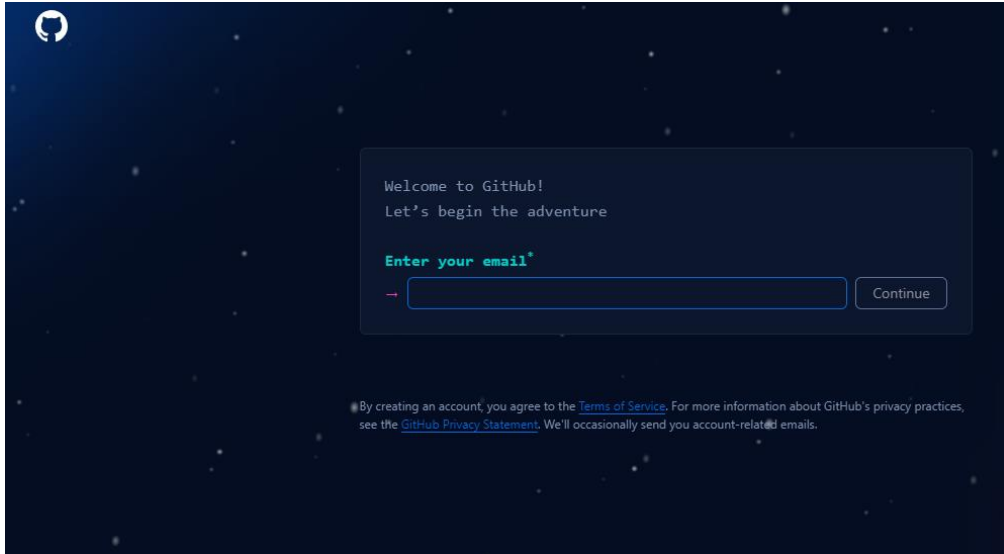 Welcome to GitHub!
Let’s begin the adventure
Enter your email*
→ Continue
By creating an account, you agree to the Terms of Service. For more information about GitHub's privacy practices,
see the GitHub Privacy Statement. We'll occasionally send you account-related emails.